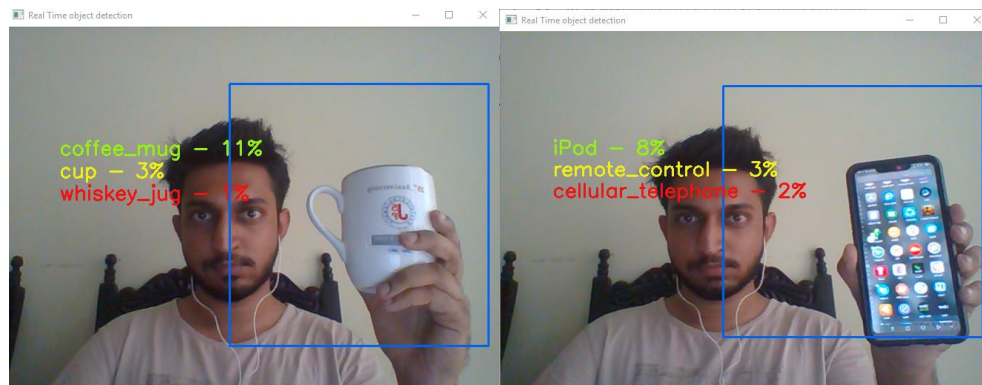 Real Time object detection
coffee_mug - 11%
cup - 3%
whiskey_jug - 1%
Real Time object detection
iPod - 8%
remote_control - 3%
cellular_telephone - 2%